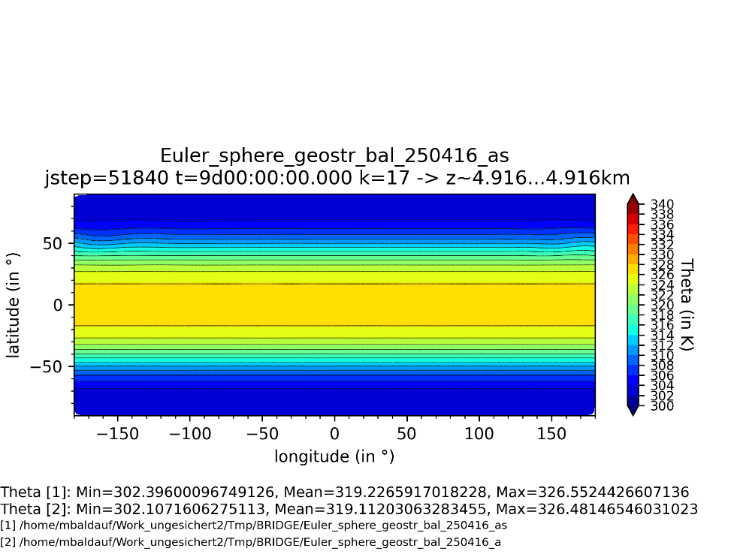 Euler_sphere_geostr_bal_250416_as
jstep=51840 t=9d00:00:00.000 k=17 -> z~4.916...4.916km
340
338
336
334
332
330
328
326
324
322
320
318
316
314
312
310
308
306
304
302
300
Theta (in K)
50
0
−50
latitude (in °)
−150 −100 −50 0 50 100 150
longitude (in °)
Theta [1]: Min=302.39600096749126, Mean=319.2265917018228, Max=326.5524426607136
Theta [2]: Min=302.1071606275113, Mean=319.11203063283455, Max=326.48146546031023
[1] /home/mbaldauf/Work_ungesichert2/Tmp/BRIDGE/Euler_sphere_geostr_bal_250416_as
[2] /home/mbaldauf/Work_ungesichert2/Tmp/BRIDGE/Euler_sphere_geostr_bal_250416_a